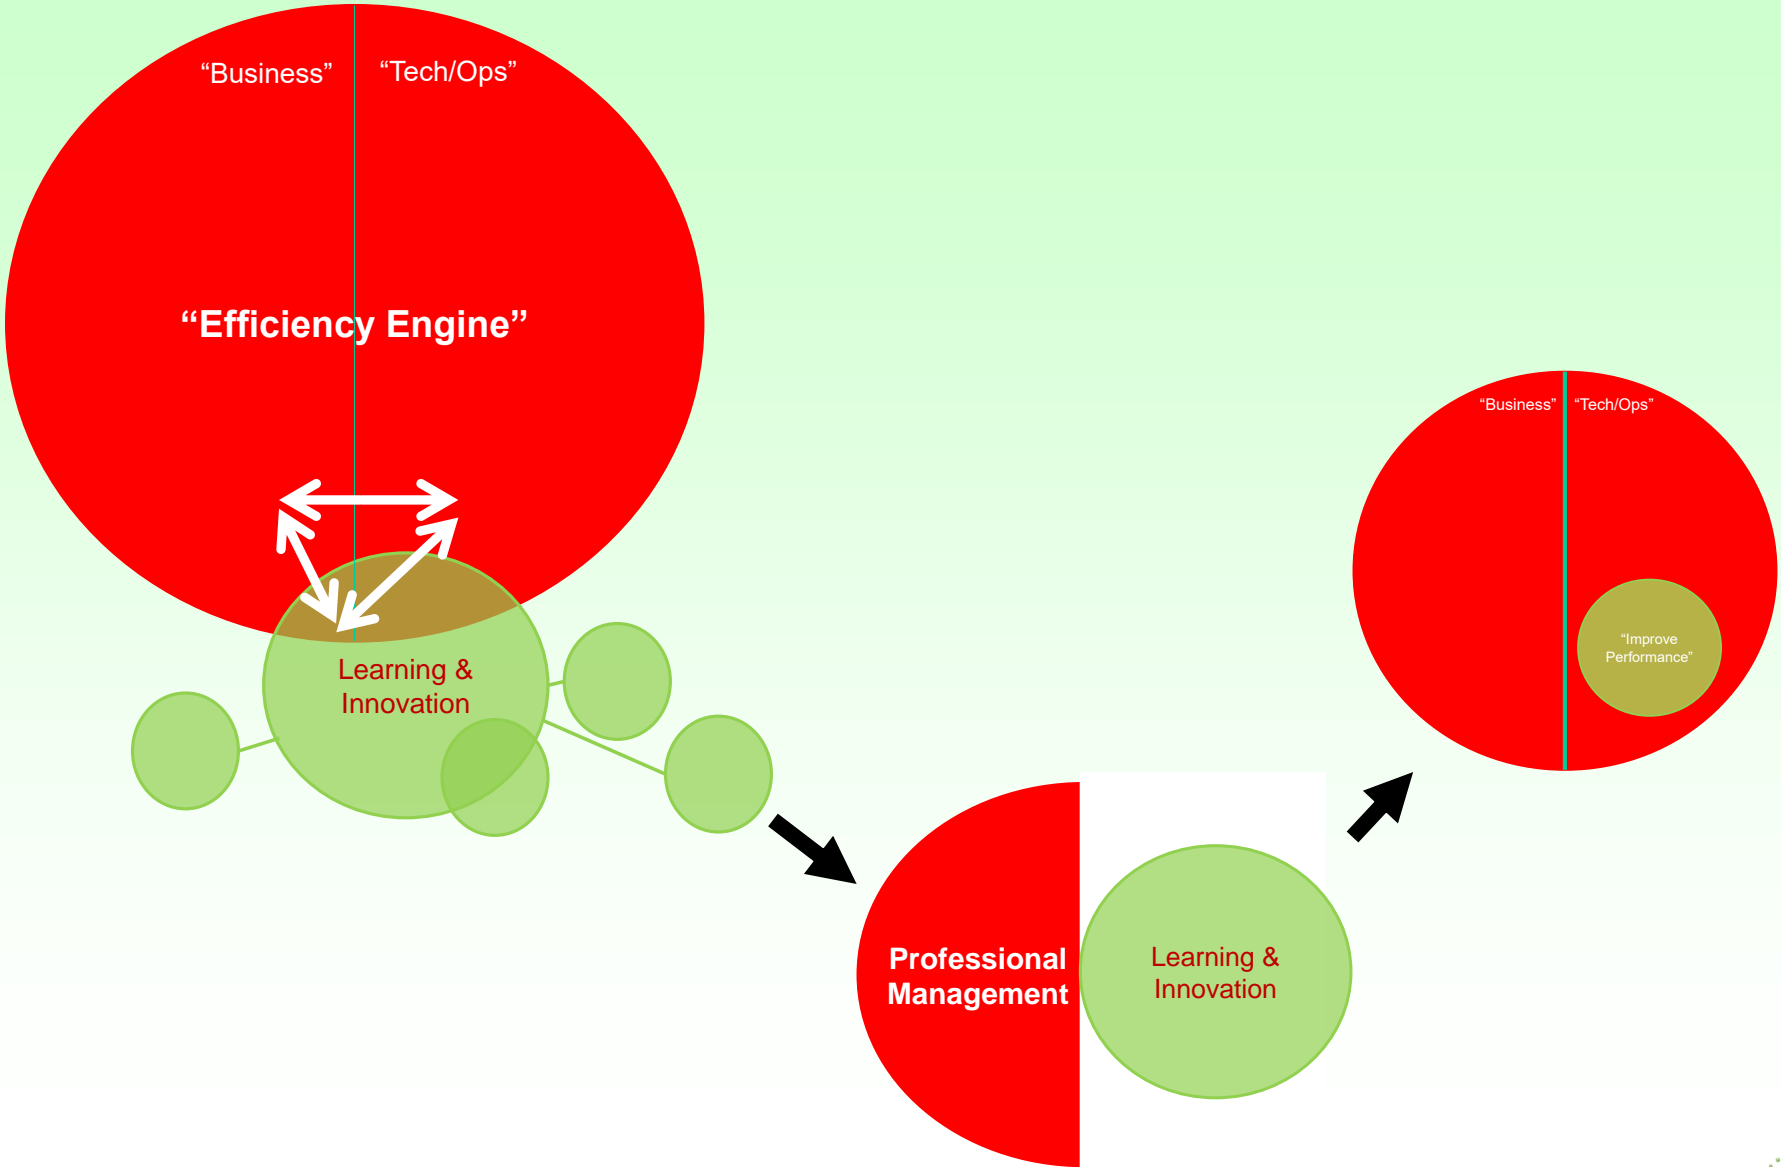 “Business”
“Tech/Ops”
“Efficiency Engine”
Learning &
Innovation
Professional
Management
Learning &
Innovation
“Business”
“Tech/Ops”
“Improve
Performance”